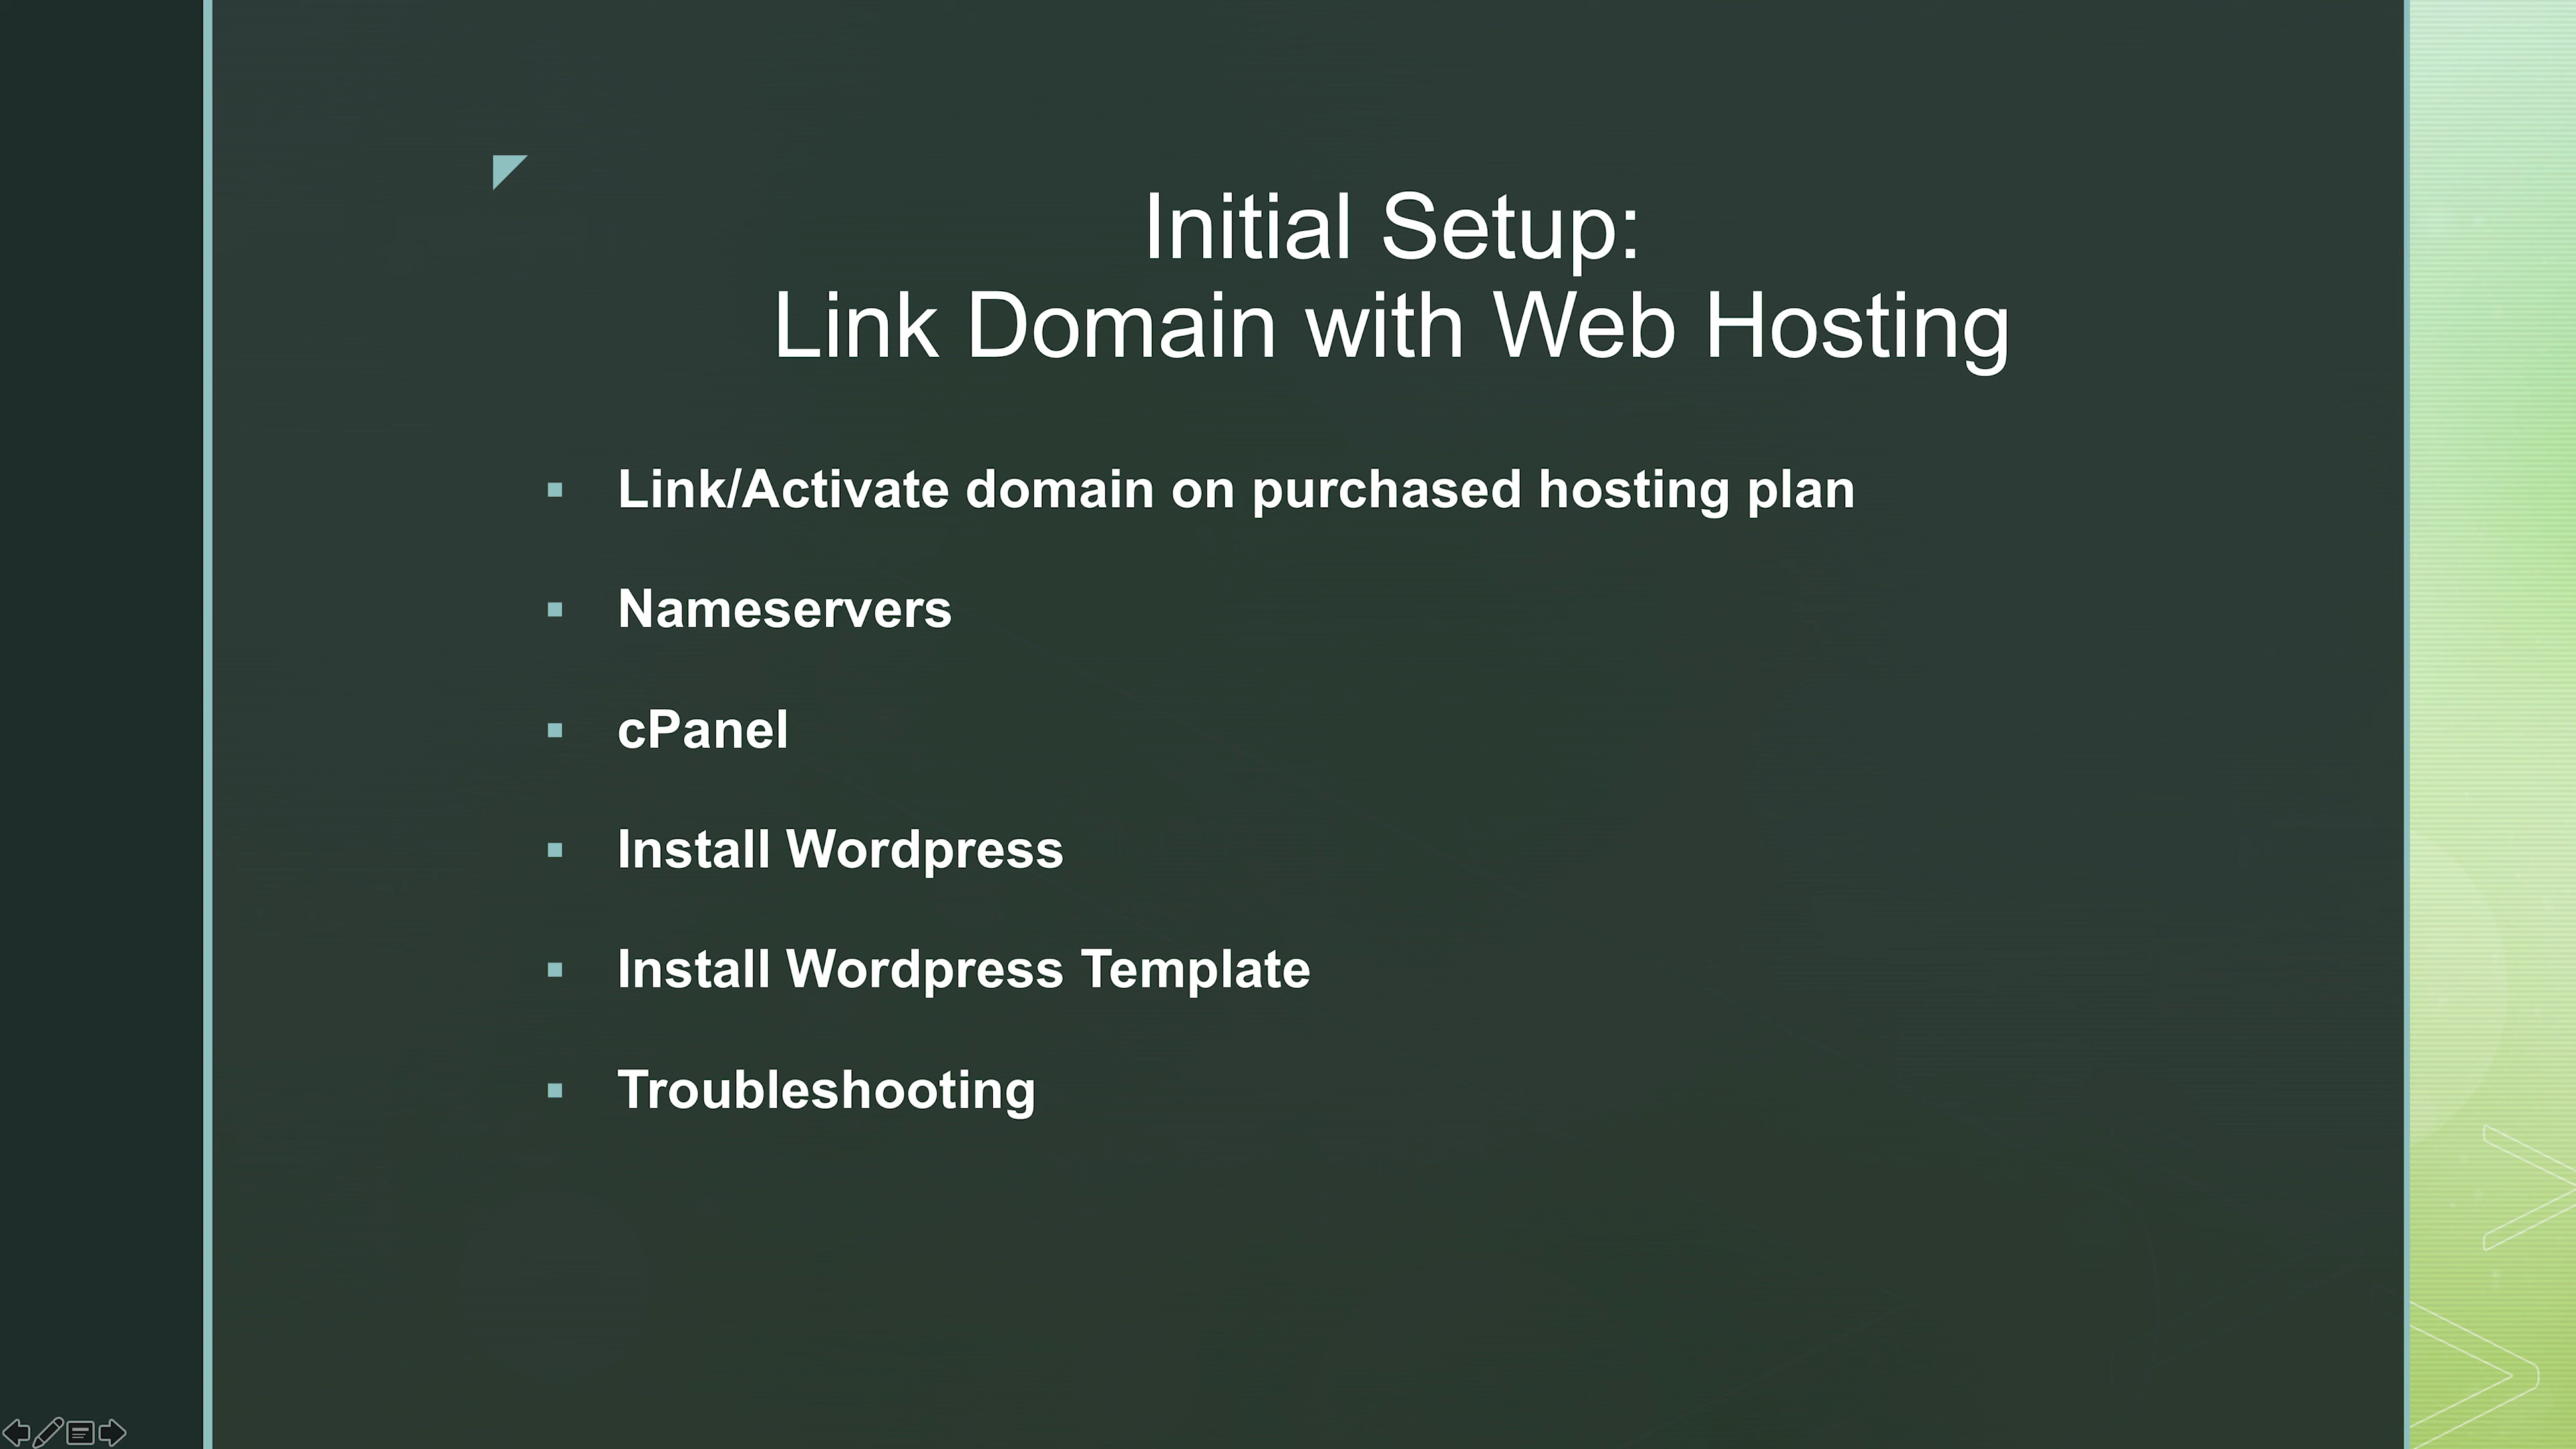 Initial Setup:
Link Domain with Web Hosting
Link/Activate domain on purchased hosting plan
Nameservers
cPanel
Install Wordpress
Install Wordpress Template
Troubleshooting